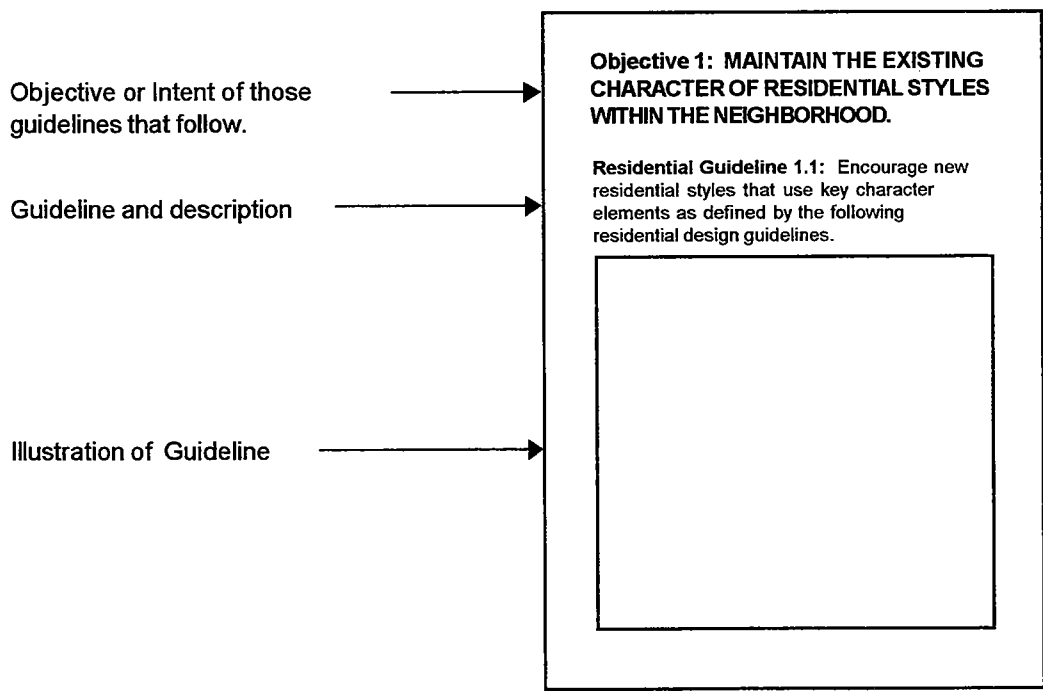 Objective or Intent of those
guidelines that follow.
Guideline and description
Illustration of Guideline
Objective 1: MAINTAIN THE EXISTING
CHARACTER OF RESIDENTIAL STYLES
WITHIN THE NEIGHBORHOOD.
Residential Guideline 1.1: Encourage new
residential styles that use key character
elements as defined by the following
residential design guidelines.